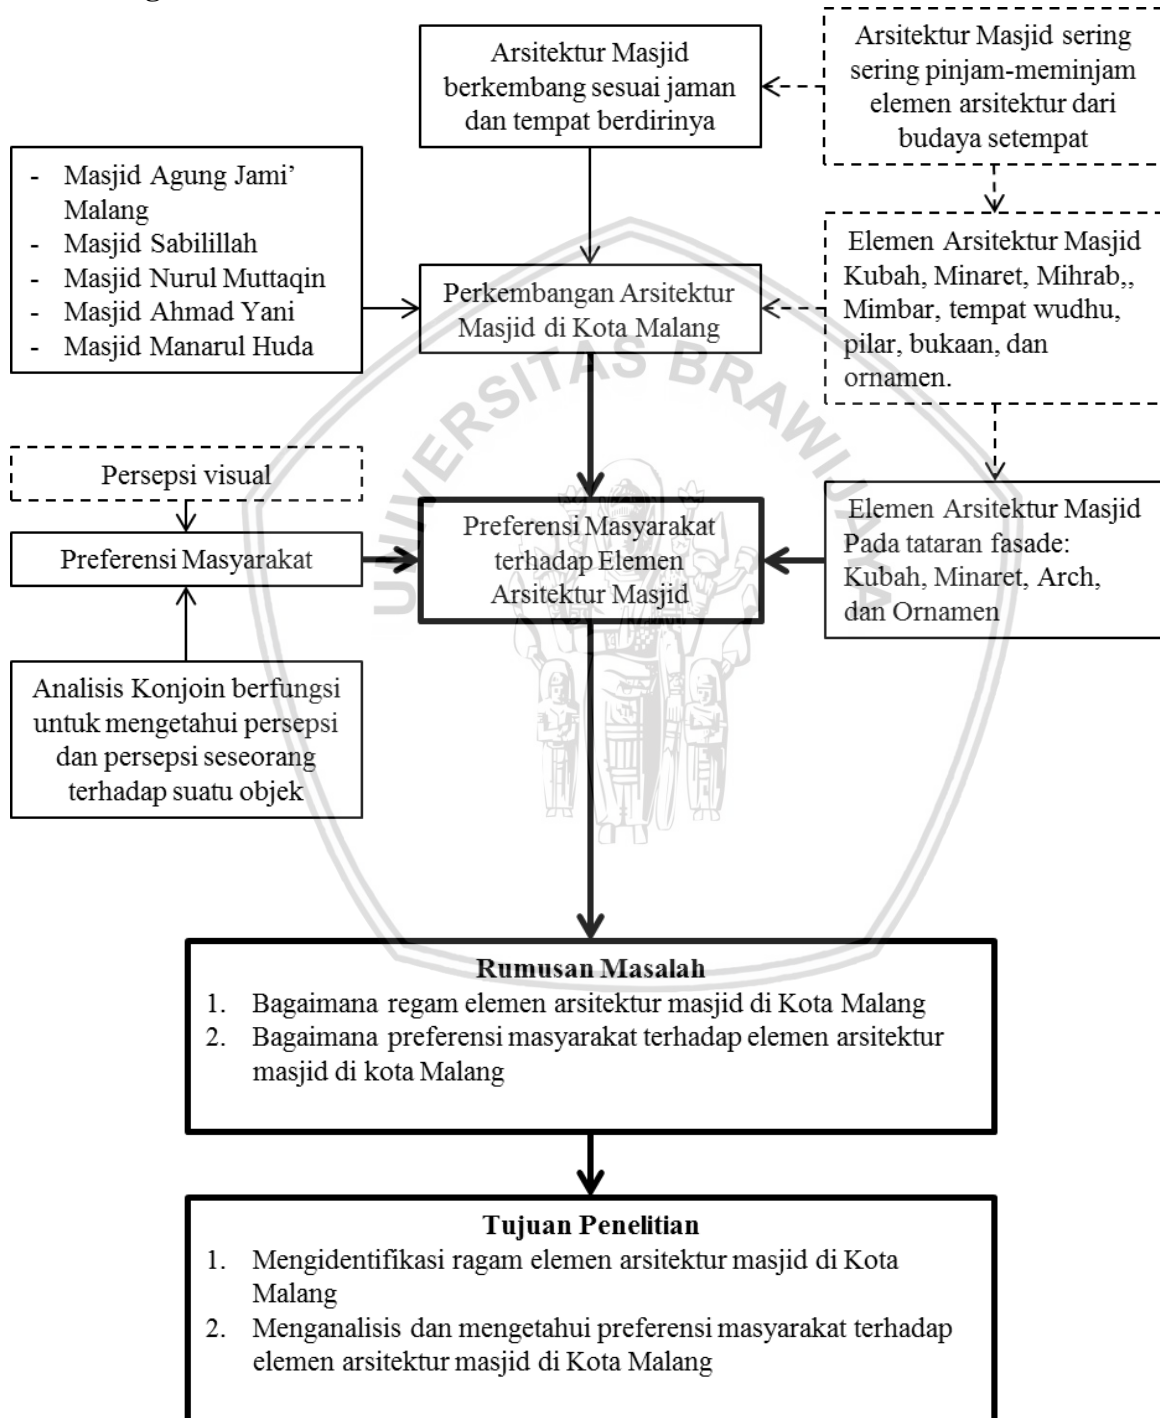 Arsitektur Masjid
berkembang sesuai jaman
dan tempat berdirinya
Arsitektur Masjid sering
sering pinjam-meminjam
elemen arsitektur dari
budaya setempat
- Masjid Agung Jami’
Malang
- Masjid Sabilillah
- Masjid Nurul Muttaqin
- Masjid Ahmad Yani
- Masjid Manarul Huda
Perkembangan Arsitektur
Masjid di Kota Malang
Elemen Arsitektur Masjid
Kubah, Minaret, Mihrab,,
Mimbar, tempat wudhu,
pilar, bukaan, dan
ornamen.
Persepsi visual
Preferensi Masyarakat
Preferensi Masyarakat
terhadap Elemen
Arsitektur Masjid
Elemen Arsitektur Masjid
Pada tataran fasade:
Kubah, Minaret, Arch,
dan Ornamen
Analisis Konjoin berfungsi
untuk mengetahui persepsi
dan persepsi seseorang
terhadap suatu objek
UNIVERSITAS BRAWIJAYA
Rumusan Masalah
1. Bagaimana regam elemen arsitektur masjid di Kota Malang
2. Bagaimana preferensi masyarakat terhadap elemen arsitektur
masjid di kota Malang
Tujuan Penelitian
1. Mengidentifikasi ragam elemen arsitektur masjid di Kota
Malang
2. Menganalisis dan mengetahui preferensi masyarakat terhadap
elemen arsitektur masjid di Kota Malang